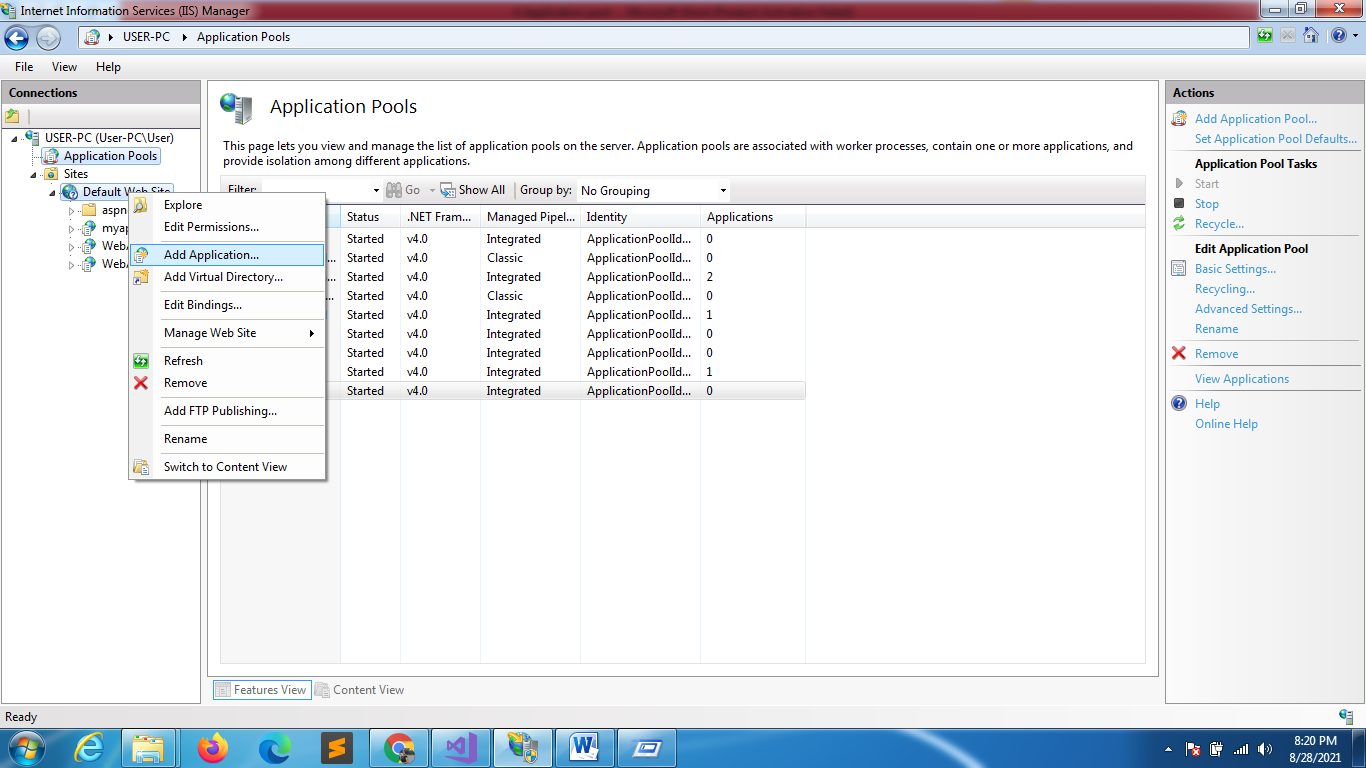 Internet Information Services (IIS) Manager
USER-PC Application Pools
File View Help
Connections
USER-PC (User-PC\User)
Application Pools
Sites
Default Web Site
aspn
myap
WebA
WebA
Explore
Edit Permissions...
Add Application...
Add Virtual Directory...
Edit Bindings...
Manage Web Site
Refresh
Remove
Add FTP Publishing...
Rename
Switch to Content View
Application Pools
This page lets you view and manage the list of application pools on the server. Application pools are associated with worker processes, contain one or more applications, and
provide isolation among different applications.
Filter: Go Show All Group by: No Grouping
Status .NET Fram... Managed Pipel... Identity Applications
Started v4.0 Integrated ApplicationPoolId... 0
... Started v4.0 Classic ApplicationPoolId... 0
Started v4.0 Integrated ApplicationPoolId... 2
... Started v4.0 Classic ApplicationPoolId... 0
Started v4.0 Integrated ApplicationPoolId... 1
Started v4.0 Integrated ApplicationPoolId... 0
Started v4.0 Integrated ApplicationPoolId... 0
Started v4.0 Integrated ApplicationPoolId... 1
Started v4.0 Integrated ApplicationPoolId... 0
Features View Content View
Actions
Add Application Pool...
Set Application Pool Defaults...
Application Pool Tasks
Start
Stop
Recycle...
Edit Application Pool
Basic Settings...
Recycling...
Advanced Settings...
Rename
Remove
View Applications
Help
Online Help
Ready
8:20 PM
8/28/2021